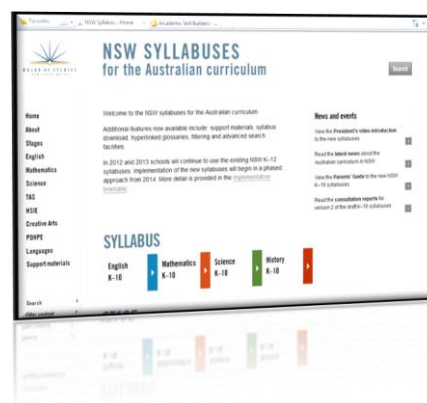 Favorites
NSW Syllabus - Home
Academic Skill Builders -
BOARD OF STUDIES
NEW SOUTH WALES
NSW SYLLABUSES
for the Australian curriculum
Search
Home
About
Stages
English
Mathematics
Science
TAS
HSIE
Creative Arts
PDHPE
Languages
Support materials
Search
Welcome to the NSW syllabuses for the Australian curriculum
Additional features now available include: support materials, syllabus
download, hyperlinked glossaries, filtering and advanced search
facilities
In 2012 and 2013 schools will continue to use the existing NSW K–12
syllabuses. Implementation of the new syllabuses will begin in a phased
approach from 2014. More detail is provided in the implementation
timetable
News and events
View the President's video introduction
to the new syllabuses
Read the latest news about the
Australian curriculum in NSW
View the Parents' Guide to the new NSW
K–10 syllabuses
Read the consultation reports for
version 2 of the draft K–10 syllabuses
SYLLABUS
English
K–10
Mathematics
K–10
Science
K–10
History
K–10